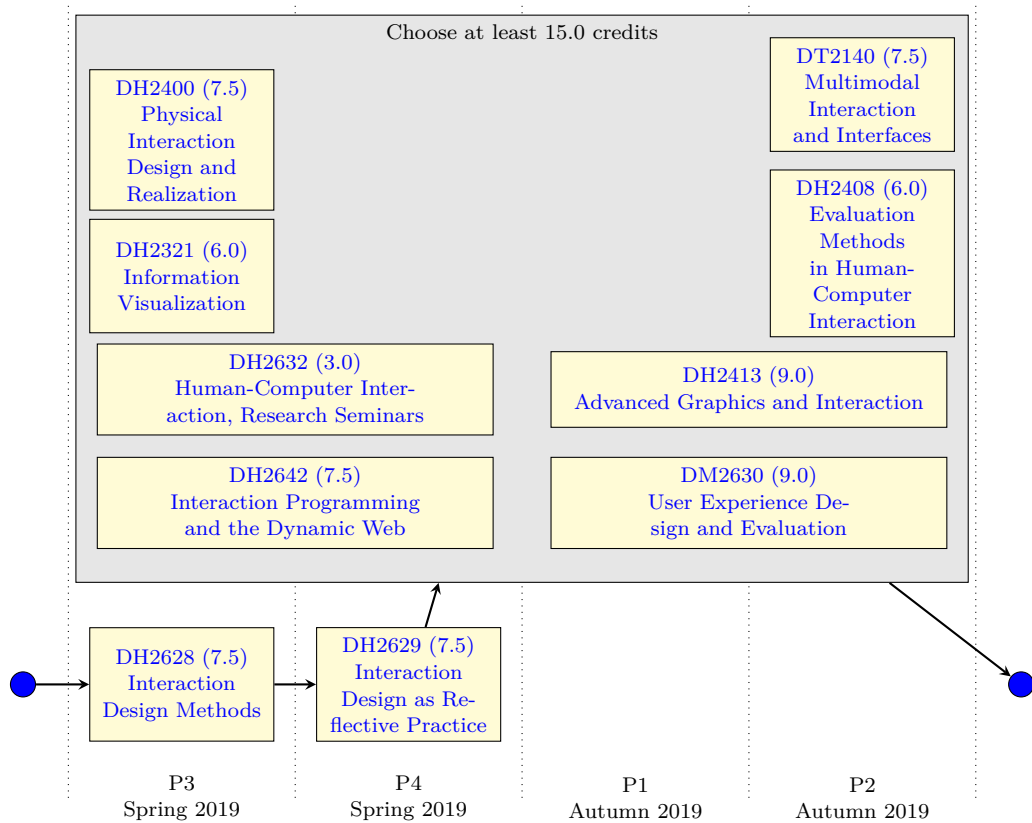 Choose at least 15.0 credits
DH2400 (7.5)
Physical
Interaction
Design and
Realization
DT2140 (7.5)
Multimodal
Interaction
and Interfaces
DH2321 (6.0)
Information
Visualization
DH2408 (6.0)
Evaluation
Methods
in Human-
Computer
Interaction
DH2632 (3.0)
Human-Computer Inter-
action, Research Seminars
DH2413 (9.0)
Advanced Graphics and Interaction
DH2642 (7.5)
Interaction Programming
and the Dynamic Web
DM2630 (9.0)
User Experience De-
sign and Evaluation
DH2628 (7.5)
Interaction
Design Methods
DH2629 (7.5)
Interaction
Design as Re-
flective Practice
P3
Spring 2019
P4
Spring 2019
P1
Autumn 2019
P2
Autumn 2019